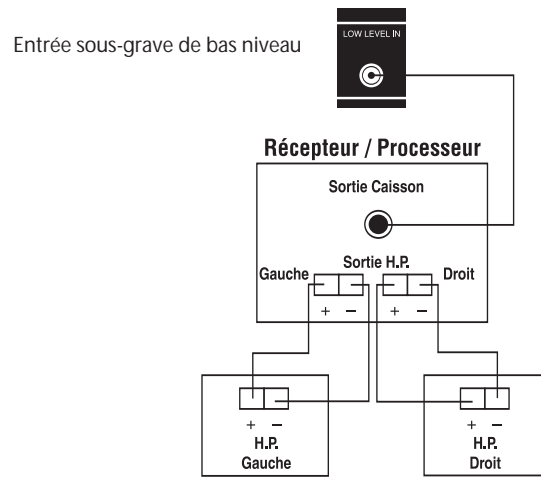 Entrée sous-grave de bas niveau
LOW LEVEL IN
Récepteur / Processeur
Sortie Caisson
Sortie H.P.
Gauche
Droit
+ − + −
+ −
H.P.
Gauche
+ −
H.P.
Droit